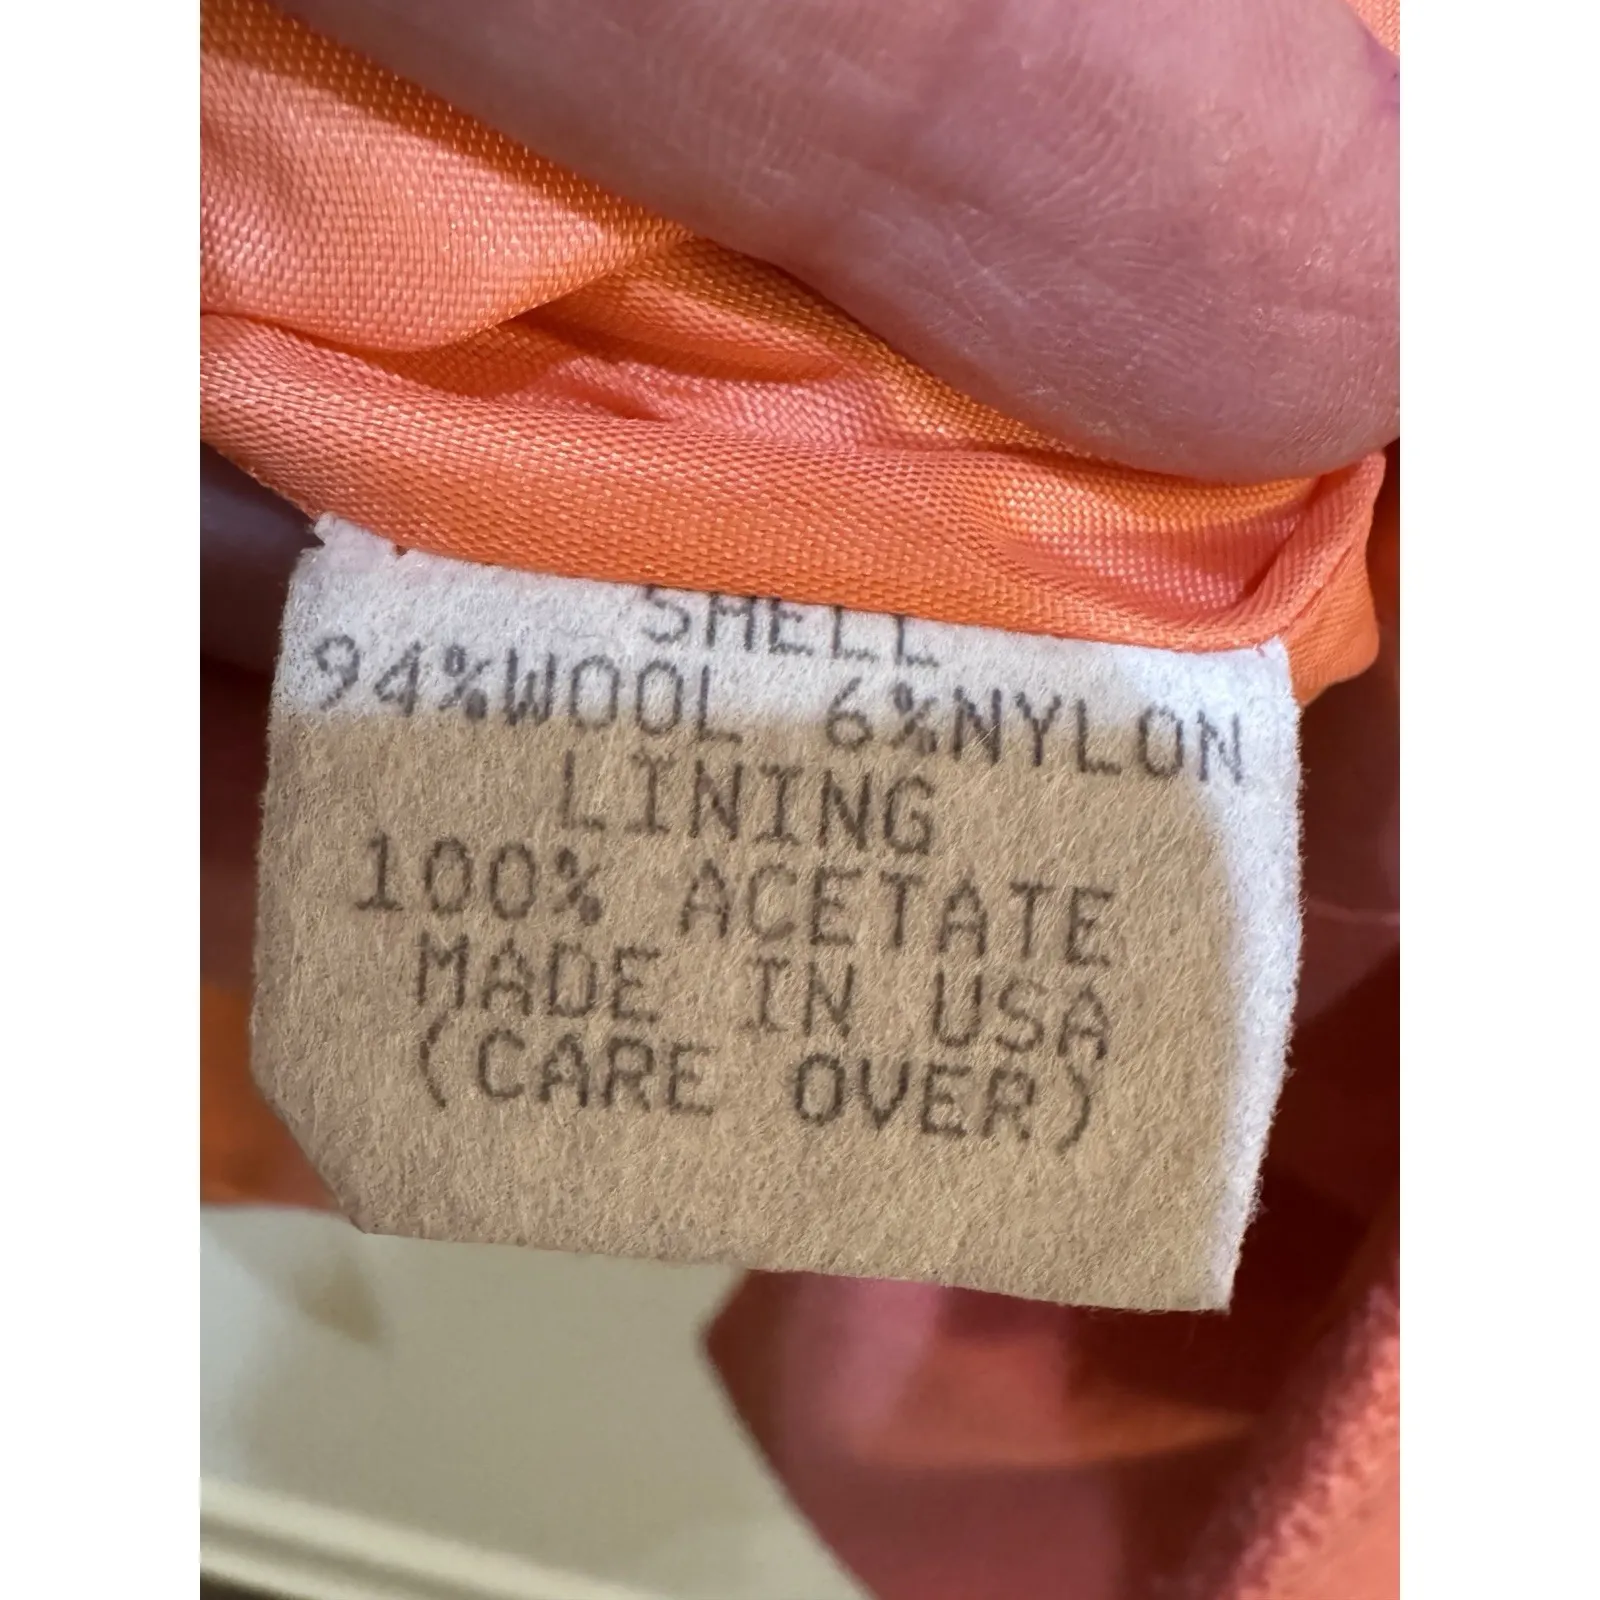 SHELL
94%WOOL 6%NYLON
LINING
100% ACETATE
MADE IN USA
(CARE OVER)